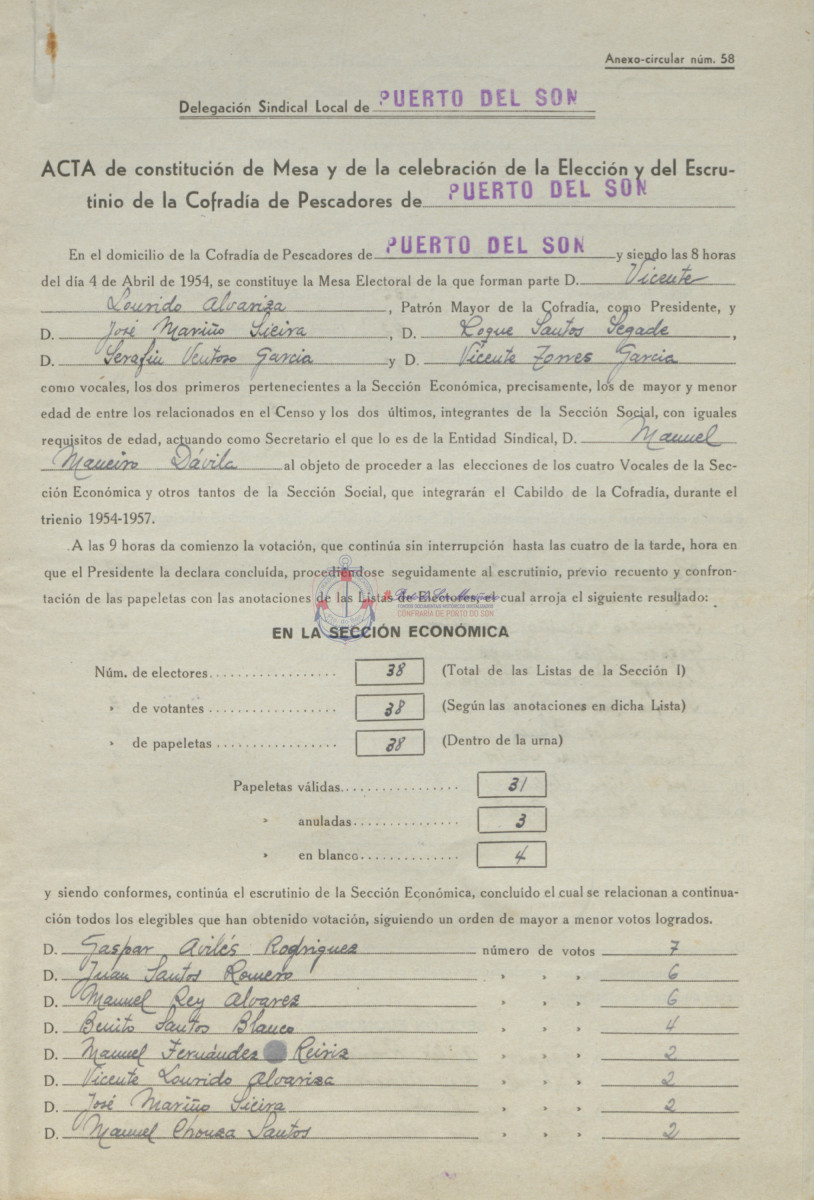 Anexo-circular núm. 58
Delegación Sindical Local de PUERTO DEL SON
ACTA de constitución de Mesa y de la celebración de la Elección y del Escru-
tinio de la Cofradía de Pescadores de PUERTO DEL SON
En el domicilio de la Cofradía de Pescadores de PUERTO DEL SON y siendo las 8 horas
del día 4 de Abril de 1954, se constituye la Mesa Electoral de la que forman parte D. Vicente
Lourido Alvariza, Patrón Mayor de la Cofradía, como Presidente, y
D. José Mariño Sieira, D. Roque Santos Segade,
D. Serafin Ventoso Garcia y D. Vicente Torres Garcia
como vocales, los dos primeros pertenecientes a la Sección Económica, precisamente, los de mayor y menor
edad de entre los relacionados en el Censo y los dos últimos, integrantes de la Sección Social, con iguales
requisitos de edad, actuando como Secretario el que lo es de la Entidad Sindical, D. Manuel
Maneiro Dávila al objeto de proceder a las elecciones de los cuatro Vocales de la Sec-
ción Económica y otros tantos de la Sección Social, que integrarán el Cabildo de la Cofradía, durante el
trienio 1954-1957.
A las 9 horas da comienzo la votación, que continúa sin interrupción hasta las cuatro de la tarde, hora en
que el Presidente la declara concluída, procediéndose seguidamente al escrutinio, previo recuento y confron-
tación de las papeletas con las anotaciones de las Listas de Electores, el cual arroja el siguiente resultado:
CONFRARÍA DE PORTO DO SON
EN LA SECCIÓN ECONÓMICA
Núm. de electores.................. 38 (Total de las Listas de la Sección I)
» de votantes .................. 38 (Según las anotaciones en dicha Lista)
» de papeletas ................. 38 (Dentro de la urna)
Papeletas válidas................. 31
» anuladas............... 3
» en blanco.............. 4
y siendo conformes, continúa el escrutinio de la Sección Económica, concluído el cual se relacionan a continua-
ción todos los elegibles que han obtenido votación, siguiendo un orden de mayor a menor votos logrados.
D. Gaspar Avilés Rodriguez número de votos 7
D. Juan Santos Romero » » » 6
D. Manuel Rey Alvarez » » » 6
D. Benito Santos Blanco » » » 4
D. Manuel Fernández Reiriz » » » 2
D. Vicente Lourido Alvariza » » » 2
D. José Mariño Sieira » » » 2
D. Manuel Chouza Santos » » » 2